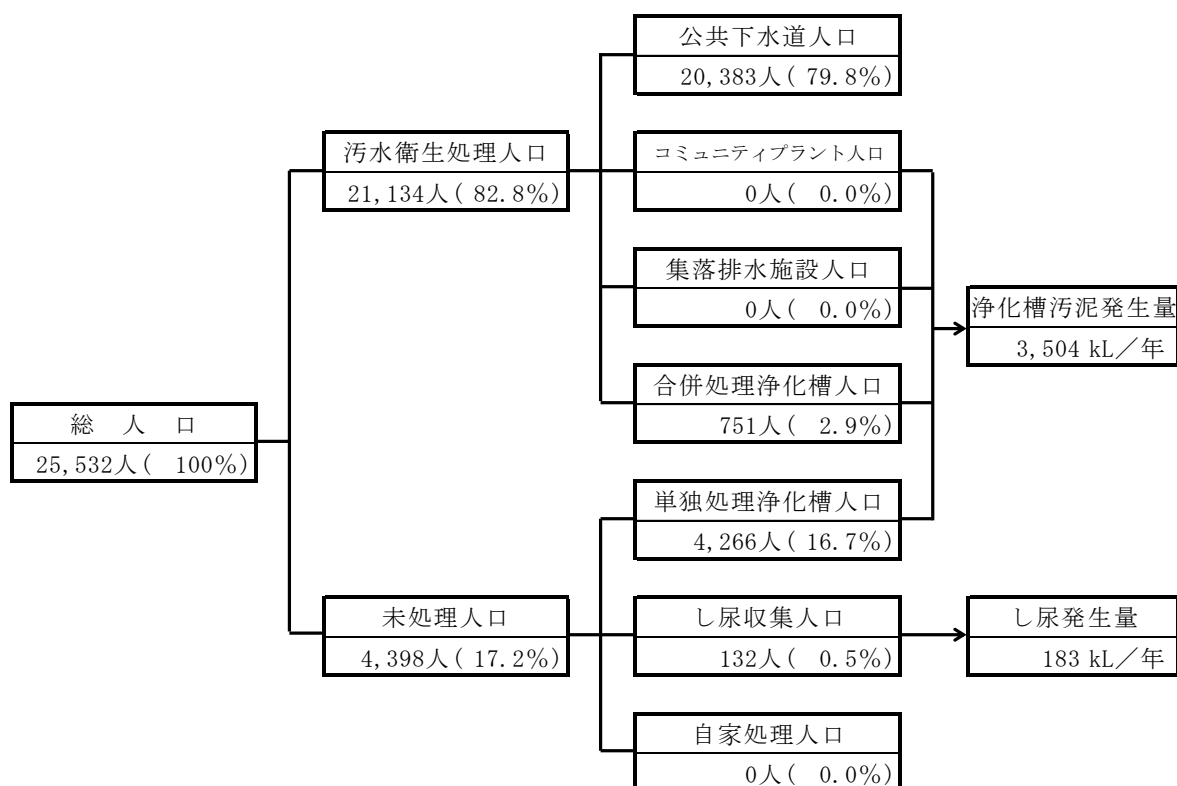 公共下水道人口
20,383人( 79.8%)
汚水衛生処理人口
21,134人( 82.8%)
コミュニティプラント人口
0人( 0.0%)
集落排水施設人口
0人( 0.0%)
浄化槽汚泥発生量
3,504 kL／年
合併処理浄化槽人口
751人( 2.9%)
総 人 口
25,532人( 100%)
単独処理浄化槽人口
4,266人( 16.7%)
未処理人口
4,398人( 17.2%)
し尿収集人口
132人( 0.5%)
し尿発生量
183 kL／年
自家処理人口
0人( 0.0%)